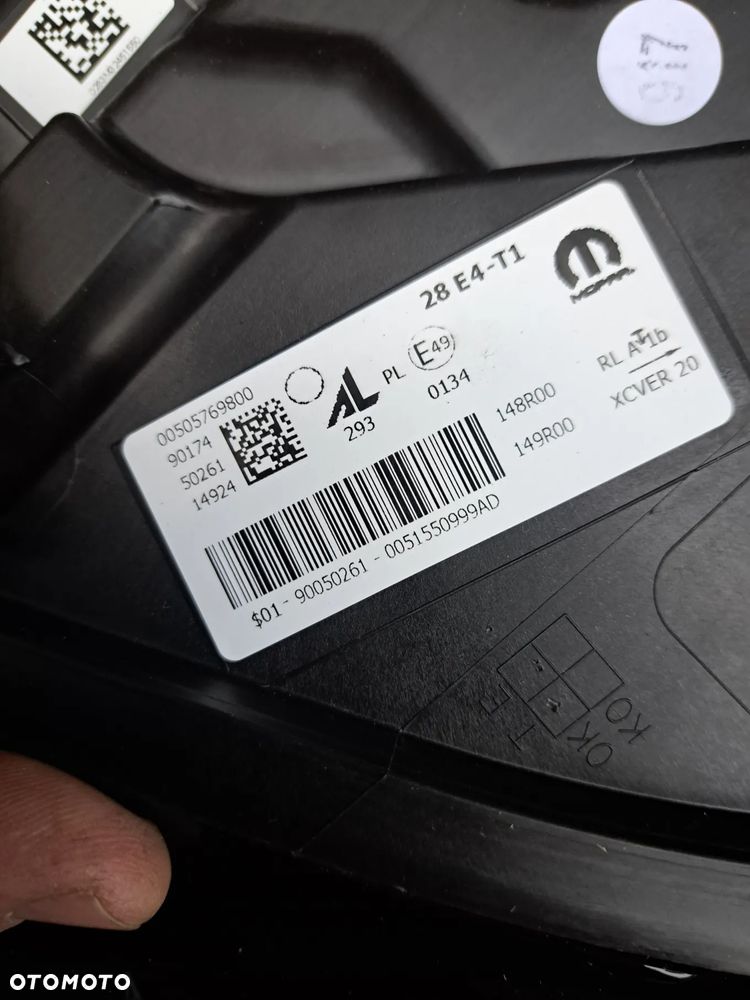 28 E4-T1
MOPAR
00505769800
90174
50261
14924
AL
293
PL
E49
0134
148R00
149R00
RL A 1b
XCVER 20
$01- 90050261 - 0051550999AD
T E
OK
KO
OTOMOTO